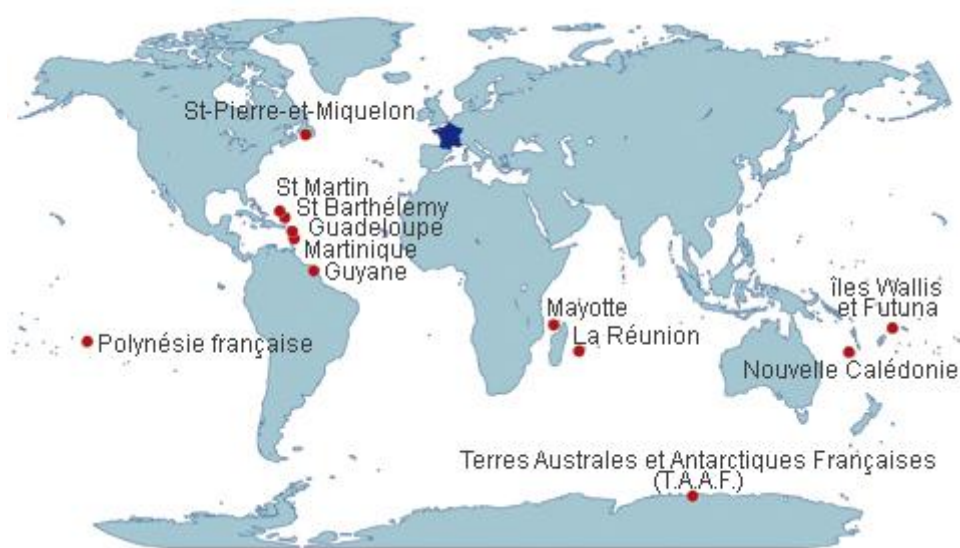 St-Pierre-et-Miquelon
St Martin
St Barthélemy
Guadeloupe
Martinique
Guyane
îles Wallis
et Futuna
Mayotte
La Réunion
Polynésie française
Nouvelle Calédonie
Terres Australes et Antarctiques Françaises
(T.A.A.F.)